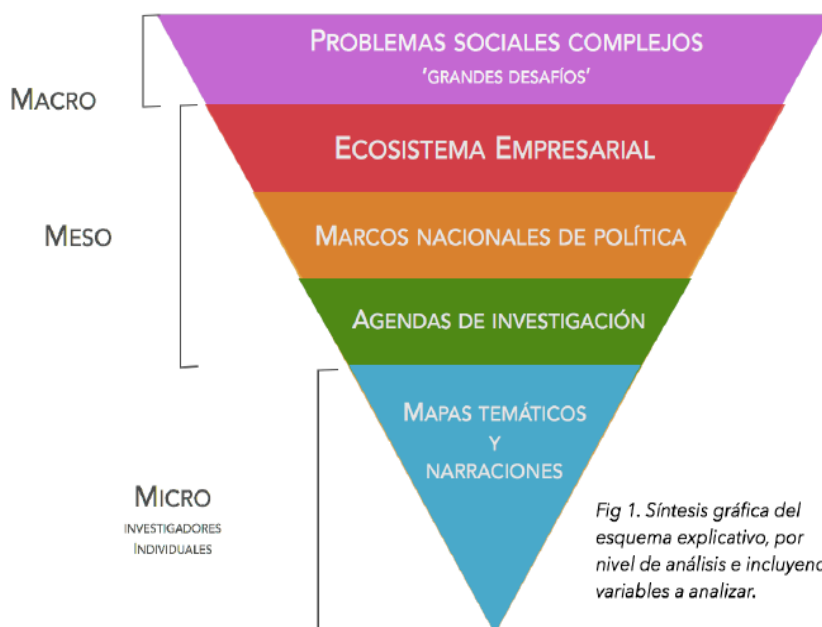 PROBLEMAS SOCIALES COMPLEJOS
'GRANDES DESAFÍOS'
MACRO
ECOSISTEMA EMPRESARIAL
MESO
MARCOS NACIONALES DE POLÍTICA
AGENDAS DE INVESTIGACIÓN
MAPAS TEMÁTICOS
Y
NARRACIONES
MICRO
INVESTIGADORES
INDIVIDUALES
Fig 1. Síntesis gráfica del
esquema explicativo, por
nivel de análisis e incluyendo
variables a analizar.